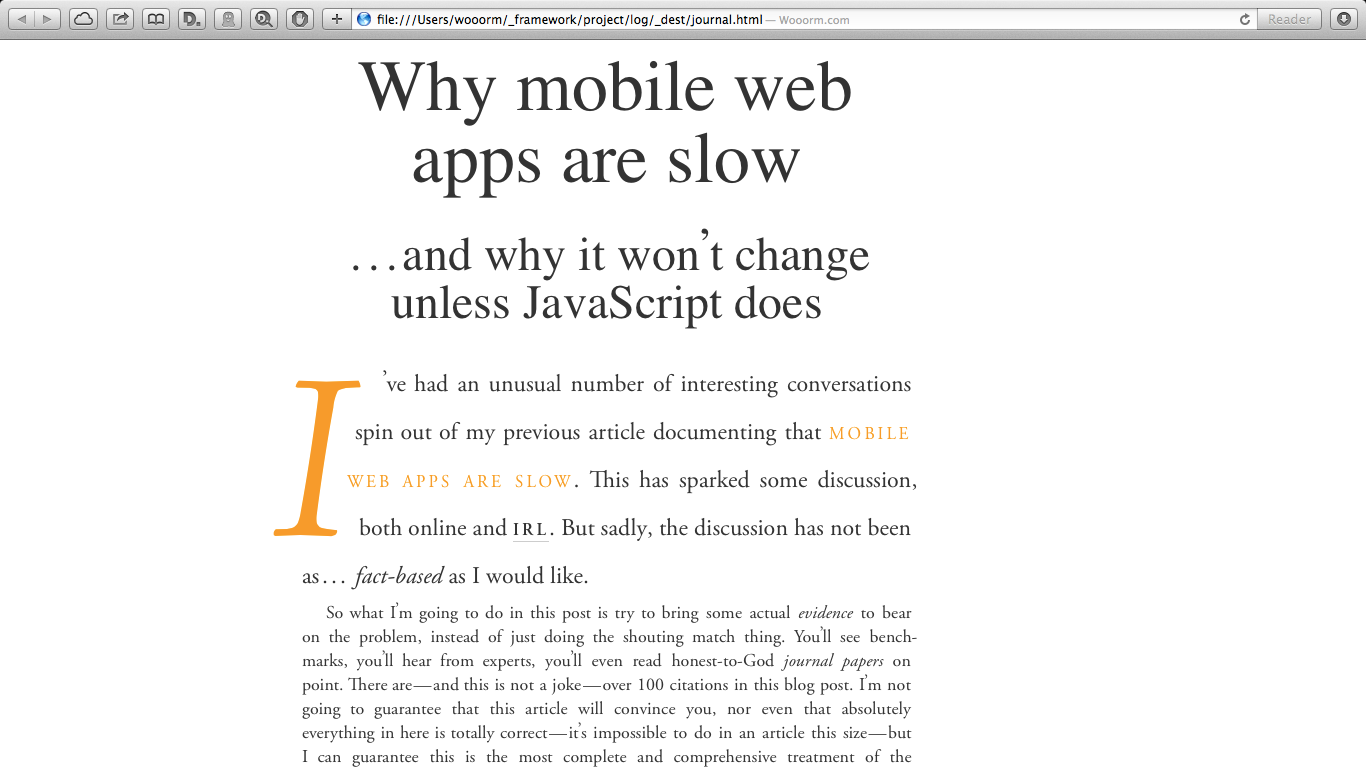 D.
file:///Users/wooorm/_framework/project/log/_dest/journal.html — Wooorm.com
Reader
Why mobile web
apps are slow
…and why it won’t change
unless JavaScript does
I’ve had an unusual number of interesting conversations
spin out of my previous article documenting that MOBILE
WEB APPS ARE SLOW. This has sparked some discussion,
both online and IRL. But sadly, the discussion has not been
as… fact-based as I would like.
So what I’m going to do in this post is try to bring some actual evidence to bear
on the problem, instead of just doing the shouting match thing. You’ll see bench-
marks, you’ll hear from experts, you’ll even read honest-to-God journal papers on
point. There are—and this is not a joke—over 100 citations in this blog post. I’m not
going to guarantee that this article will convince you, nor even that absolutely
everything in here is totally correct—it’s impossible to do in an article this size—but
I can guarantee this is the most complete and comprehensive treatment of the